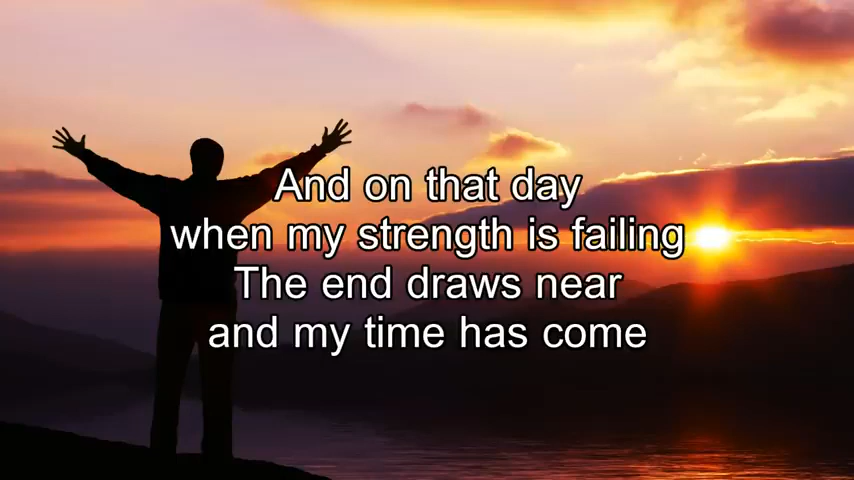 And on that day
when my strength is failing
The end draws near
and my time has come